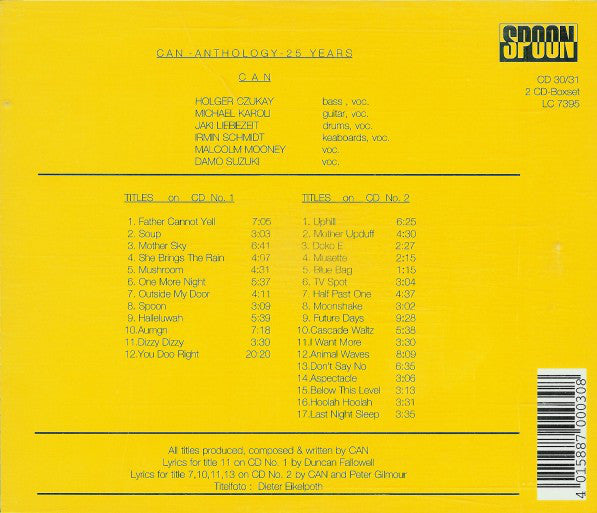 SPOON
CAN - ANTHOLOGY - 25 YEARS
CD 30/31
2 CD-Boxset
LC 7395
C A N
HOLGER CZUKAY bass , voc.
MICHAEL KAROLI guitar, voc.
JAKI LIEBEZEIT drums, voc.
IRMIN SCHMIDT keaboards, voc.
MALCOLM MOONEY voc.
DAMO SUZUKI voc.
TITLES on CD No. 1
1. Father Cannot Yell 7:05
2. Soup 3:03
3. Mother Sky 6:41
4. She Brings The Rain 4:07
5. Mushroom 4:31
6. One More Night 5:37
7. Outside My Door 4:11
8. Spoon 3:09
9. Halleluwah 5:39
10. Aumgn 7:18
11. Dizzy Dizzy 3:30
12. You Doo Right 20:20
TITLES on CD No. 2
1. Uphill 6:25
2. Mother Upduff 4:30
3. Doko E 2:27
4. Musette 2:15
5. Blue Bag 1:15
6. TV Spot 3:04
7. Half Past One 4:37
8. Moonshake 3:02
9. Future Days 9:28
10.Cascade Waltz 5:38
11.I Want More 3:30
12.Animal Waves 8:09
13.Don't Say No 6:35
14.Aspectacle 3:06
15.Below This Level 3:13
16.Hoolah Hoolah 3:31
17.Last Night Sleep 3:35
All titles produced, composed & written by CAN
Lyrics for title 11 on CD No. 1 by Duncan Fallowell
Lyrics for title 7,10,11,13 on CD No. 2 by CAN and Peter Gilmour
Titelfoto : Dieter Eikelpoth
4 015887 000308